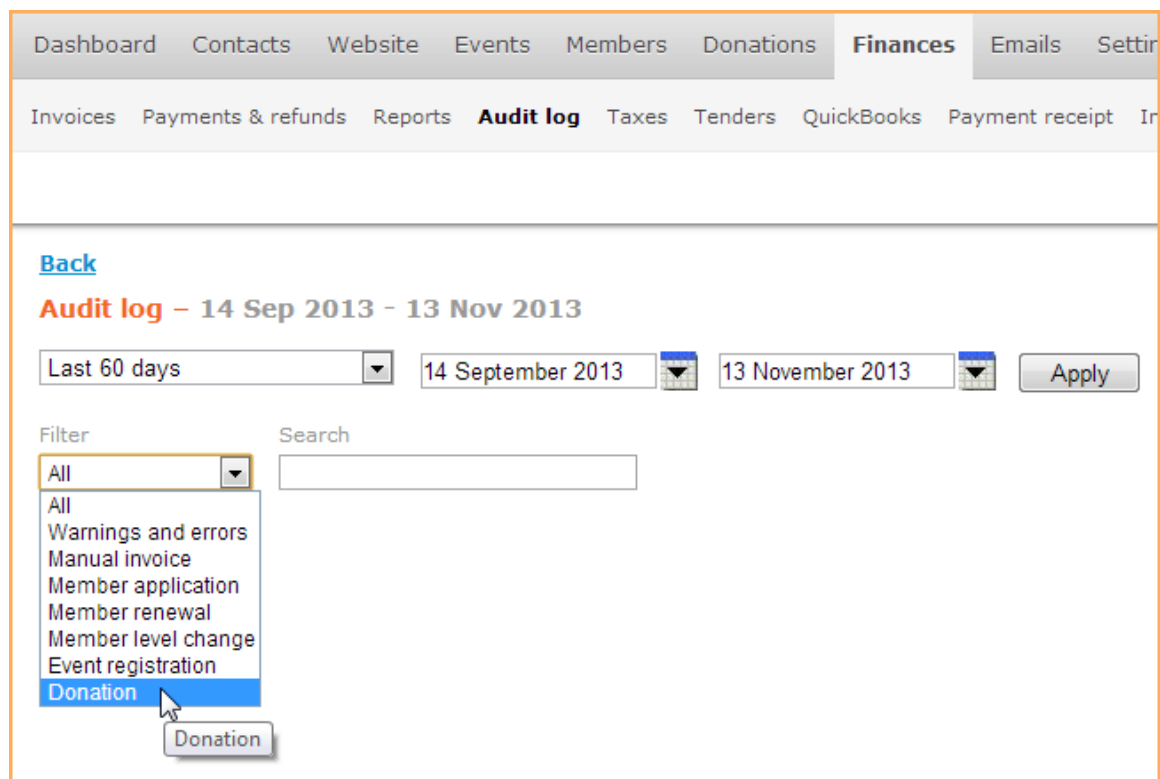 Dashboard Contacts Website Events Members Donations Finances Emails Settin
Invoices Payments & refunds Reports Audit log Taxes Tenders QuickBooks Payment receipt In
Back
Audit log – 14 Sep 2013 - 13 Nov 2013
Last 60 days 14 September 2013 13 November 2013 Apply
Filter Search
All
All
Warnings and errors
Manual invoice
Member application
Member renewal
Member level change
Event registration
Donation
Donation